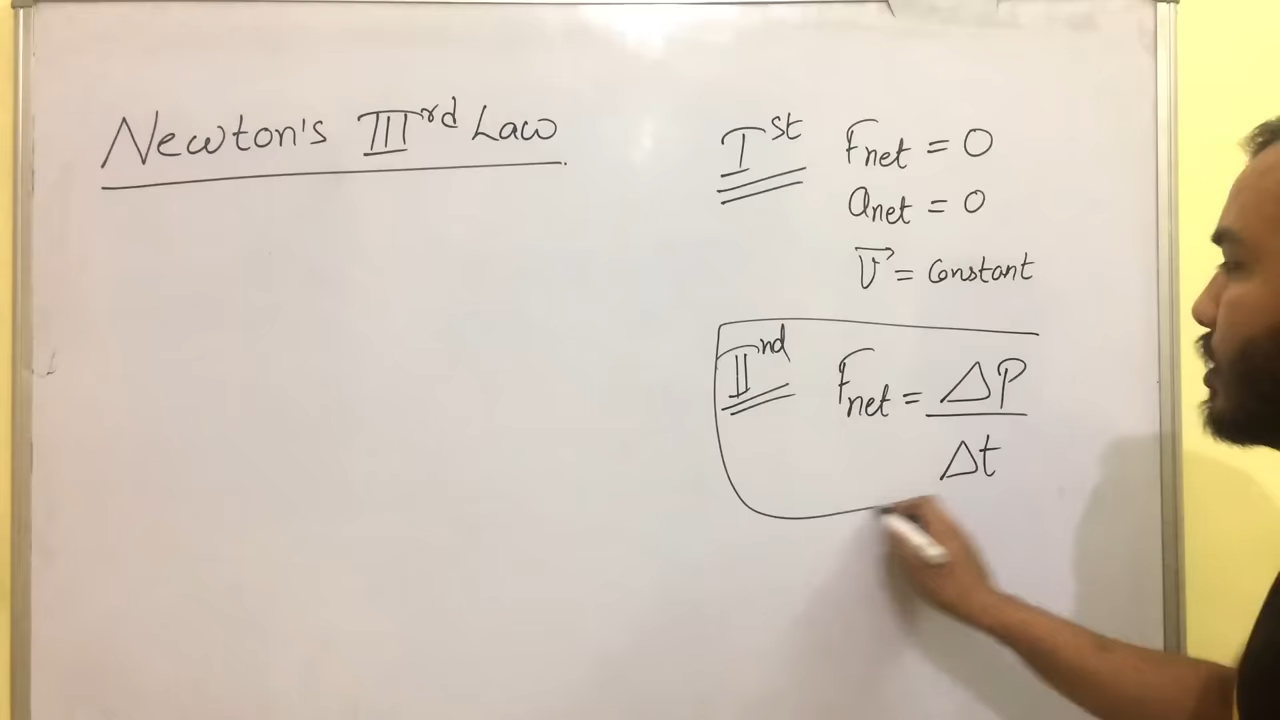 Newton's IIIrd Law
Ist Fnet = 0
anet = 0
V⃗ = Constant
IInd Fnet = ΔP
Δt